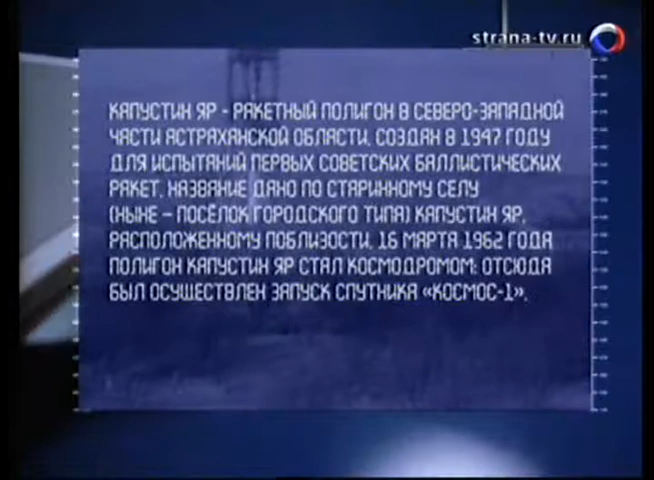 strana-tv.ru
КАПУСТИН ЯР - РАКЕТНЫЙ ПОЛИГОН В СЕВЕРО-ЗАПАДНОЙ
ЧАСТИ АСТРАХАНСКОЙ ОБЛАСТИ. СОЗДАН В 1947 ГОДУ
ДЛЯ ИСПЫТАНИЙ ПЕРВЫХ СОВЕТСКИХ БАЛЛИСТИЧЕСКИХ
РАКЕТ. НАЗВАНИЕ ДАНО ПО СТАРИННОМУ СЕЛУ
(НЫНЕ – ПОСЁЛОК ГОРОДСКОГО ТИПА) КАПУСТИН ЯР,
РАСПОЛОЖЕННОМУ ПОБЛИЗОСТИ. 16 МАРТА 1962 ГОДА
ПОЛИГОН КАПУСТИН ЯР СТАЛ КОСМОДРОМОМ: ОТСЮДА
БЫЛ ОСУЩЕСТВЛЕН ЗАПУСК СПУТНИКА «КОСМОС-1».